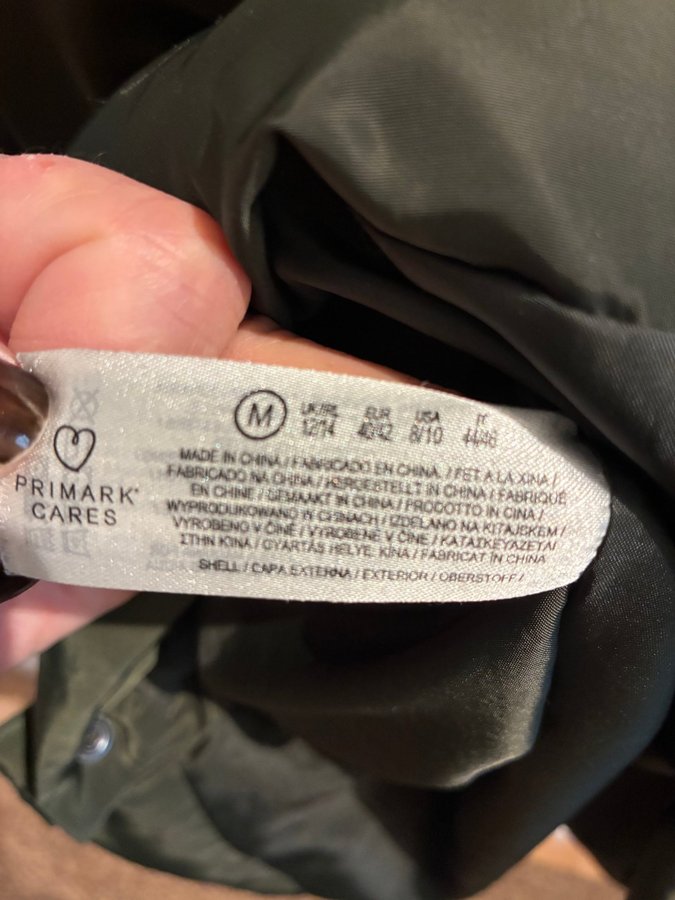 PRIMARK
CARES
M
UK/IRL EUR USA IT
12/14 40/42 8/10 44/46
MADE IN CHINA / FABRICADO EN CHINA / FET A LA XINA /
FABRICADO NA CHINA / HERGESTELLT IN CHINA / FABRIQUÉ
EN CHINE / GEMAAKT IN CHINA / PRODOTTO IN CINA /
WYPRODUKOWANO W CHINACH / IZDELANO NA KITAJSKEM /
VYROBENO V ČÍNĚ / VYROBENÉ V ČÍNE / ΚΑΤΑΣΚΕΥΑΖΕΤΑΙ
ΣΤΗΝ ΚΙΝΑ / GYÁRTÁS HELYE: KÍNA / FABRICAT ÎN CHINA
SHELL / CAPA EXTERNA / EXTERIOR / OBERSTOFF /